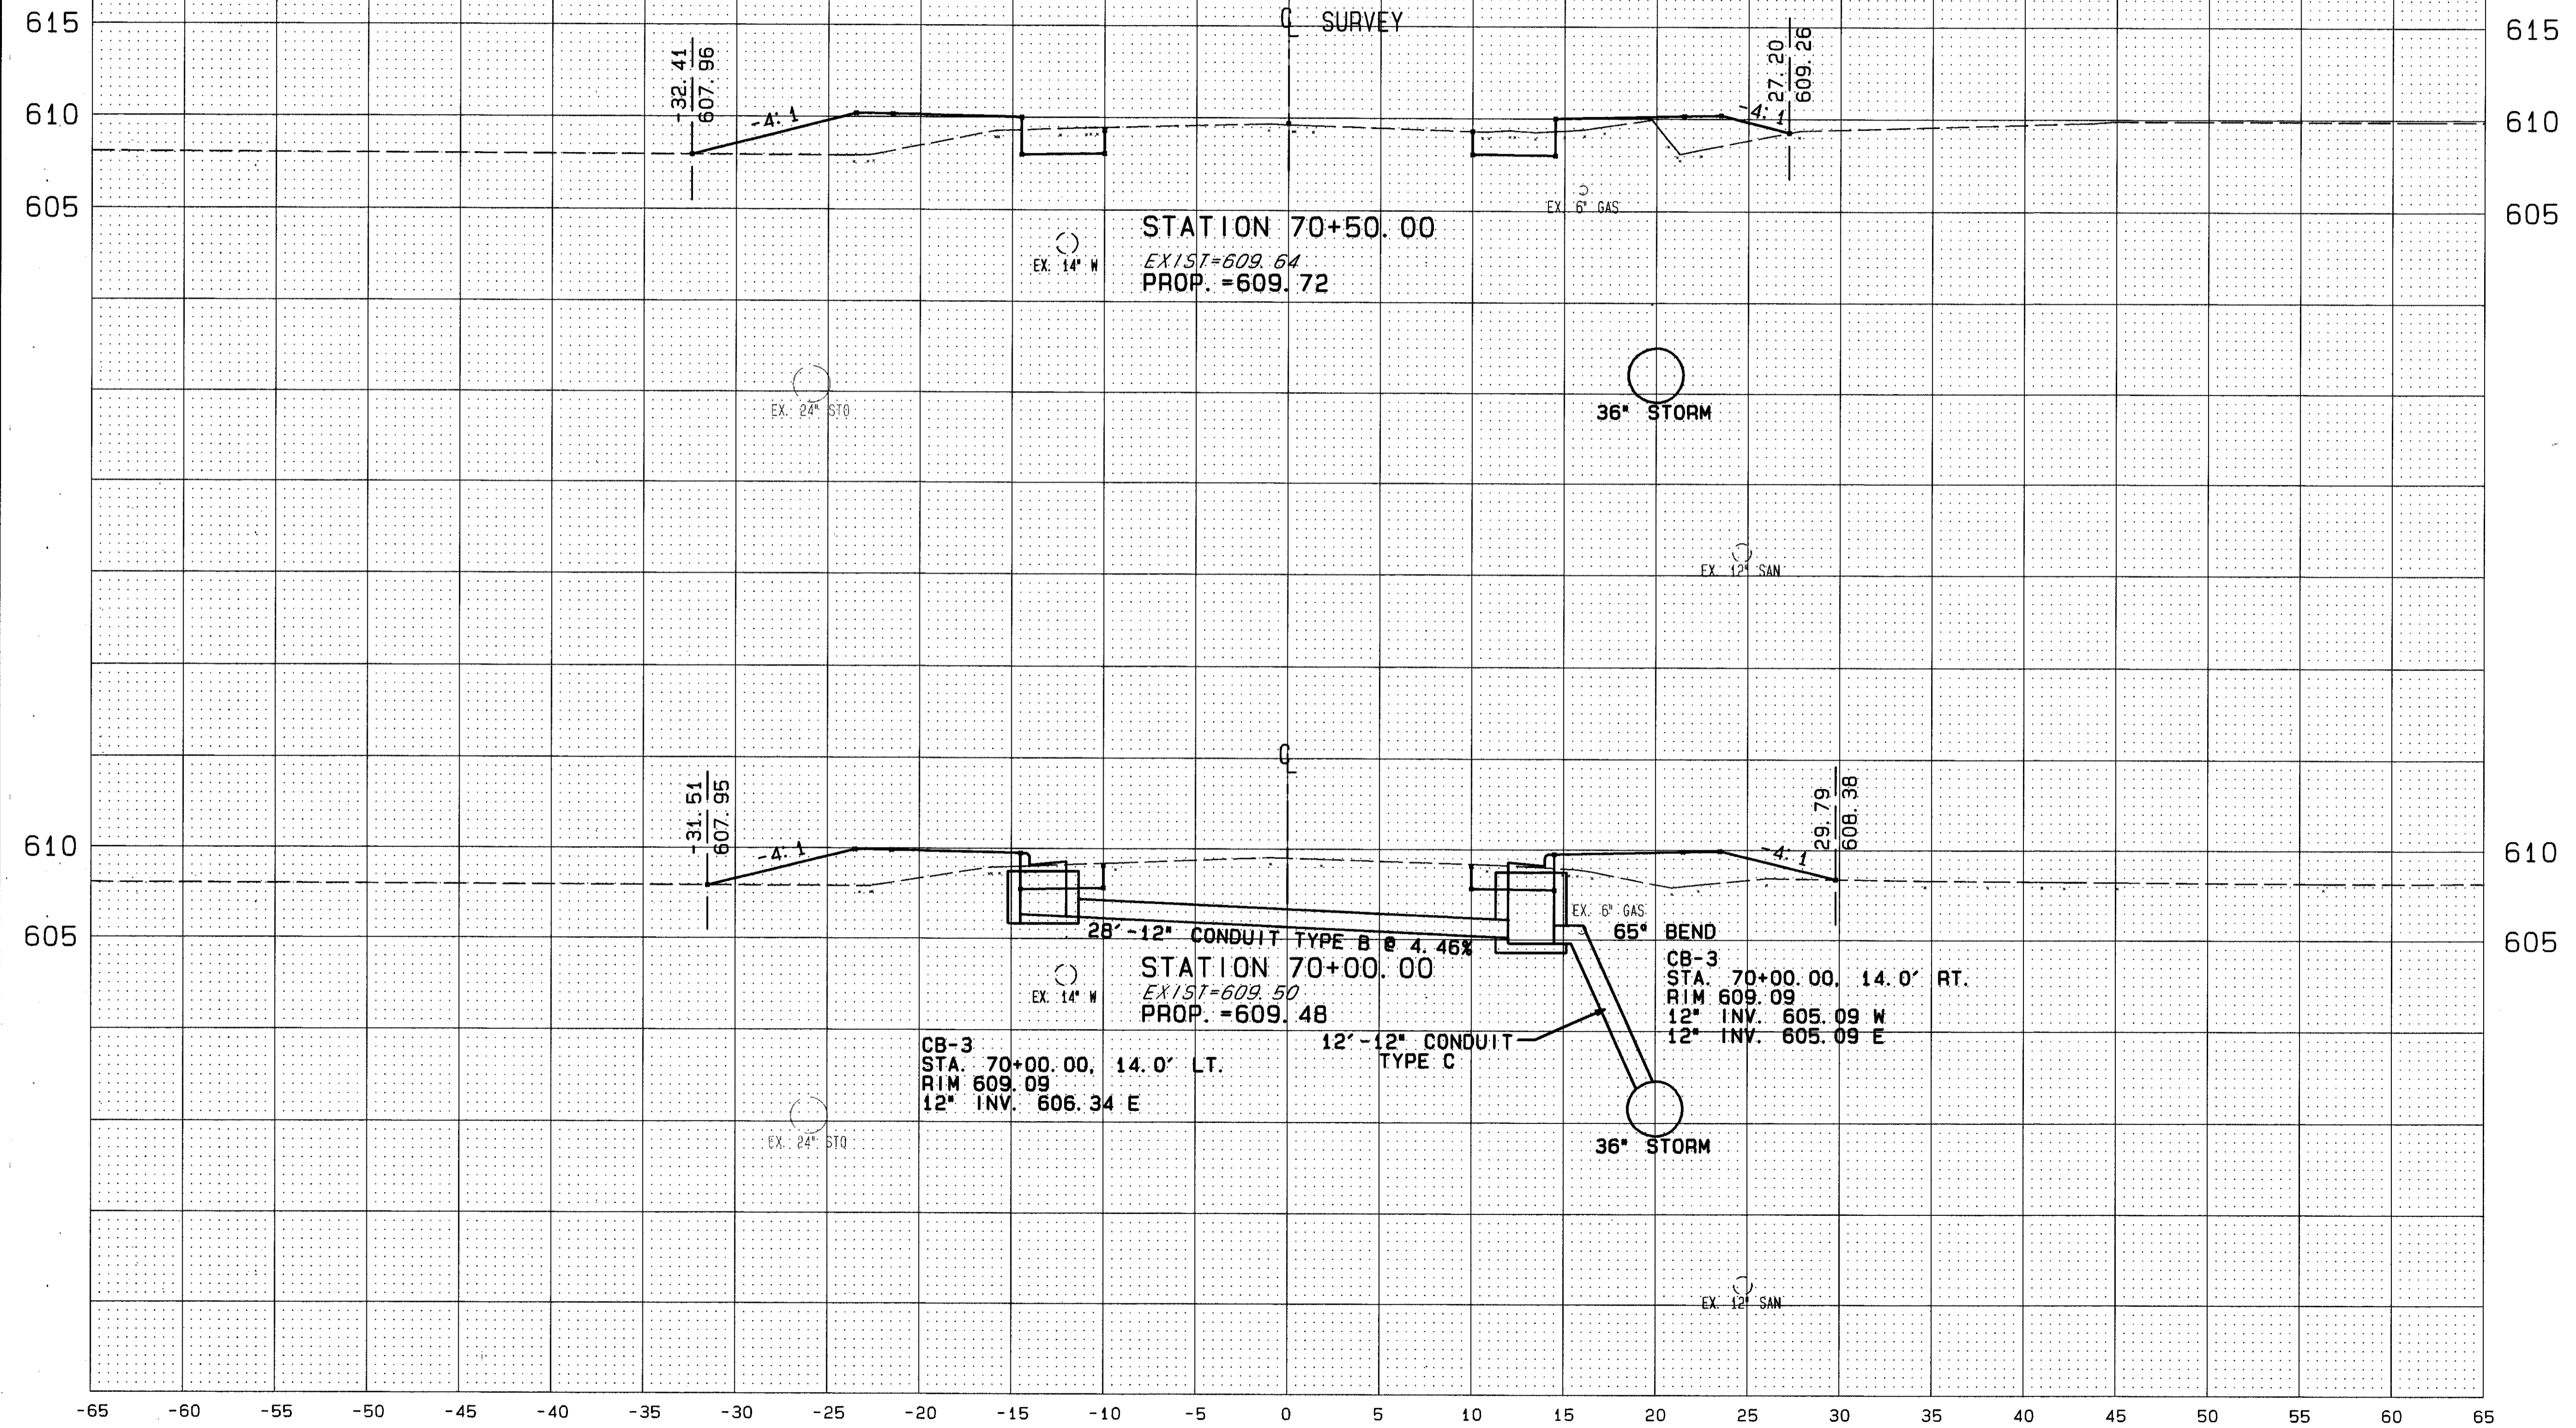 615
℄ SURVEY
615
-32.41
607.96
27.20
609.26
610
-4:1
-4:1
610
605
EX. 6" GAS
605
STATION 70+50.00
EX. 14" W
EXIST=609.64
PROP.=609.72
EX. 24" STO
36" STORM
EX. 12" SAN
℄
-31.51
607.95
29.79
608.38
610
-4:1
-4:1
610
605
28'-12" CONDUIT TYPE B @ 4.46%
EX. 6" GAS
65° BEND
605
STATION 70+00.00
EX. 14" W
EXIST=609.50
PROP.=609.48
CB-3
STA. 70+00.00, 14.0' RT.
RIM 609.09
12" INV. 605.09 W
12" INV. 605.09 E
12'-12" CONDUIT
TYPE C
CB-3
STA. 70+00.00, 14.0' LT.
RIM 609.09
12" INV. 606.34 E
EX. 24" STO
36" STORM
EX. 12" SAN
-65 -60 -55 -50 -45 -40 -35 -30 -25 -20 -15 -10 -5 0 5 10 15 20 25 30 35 40 45 50 55 60 65